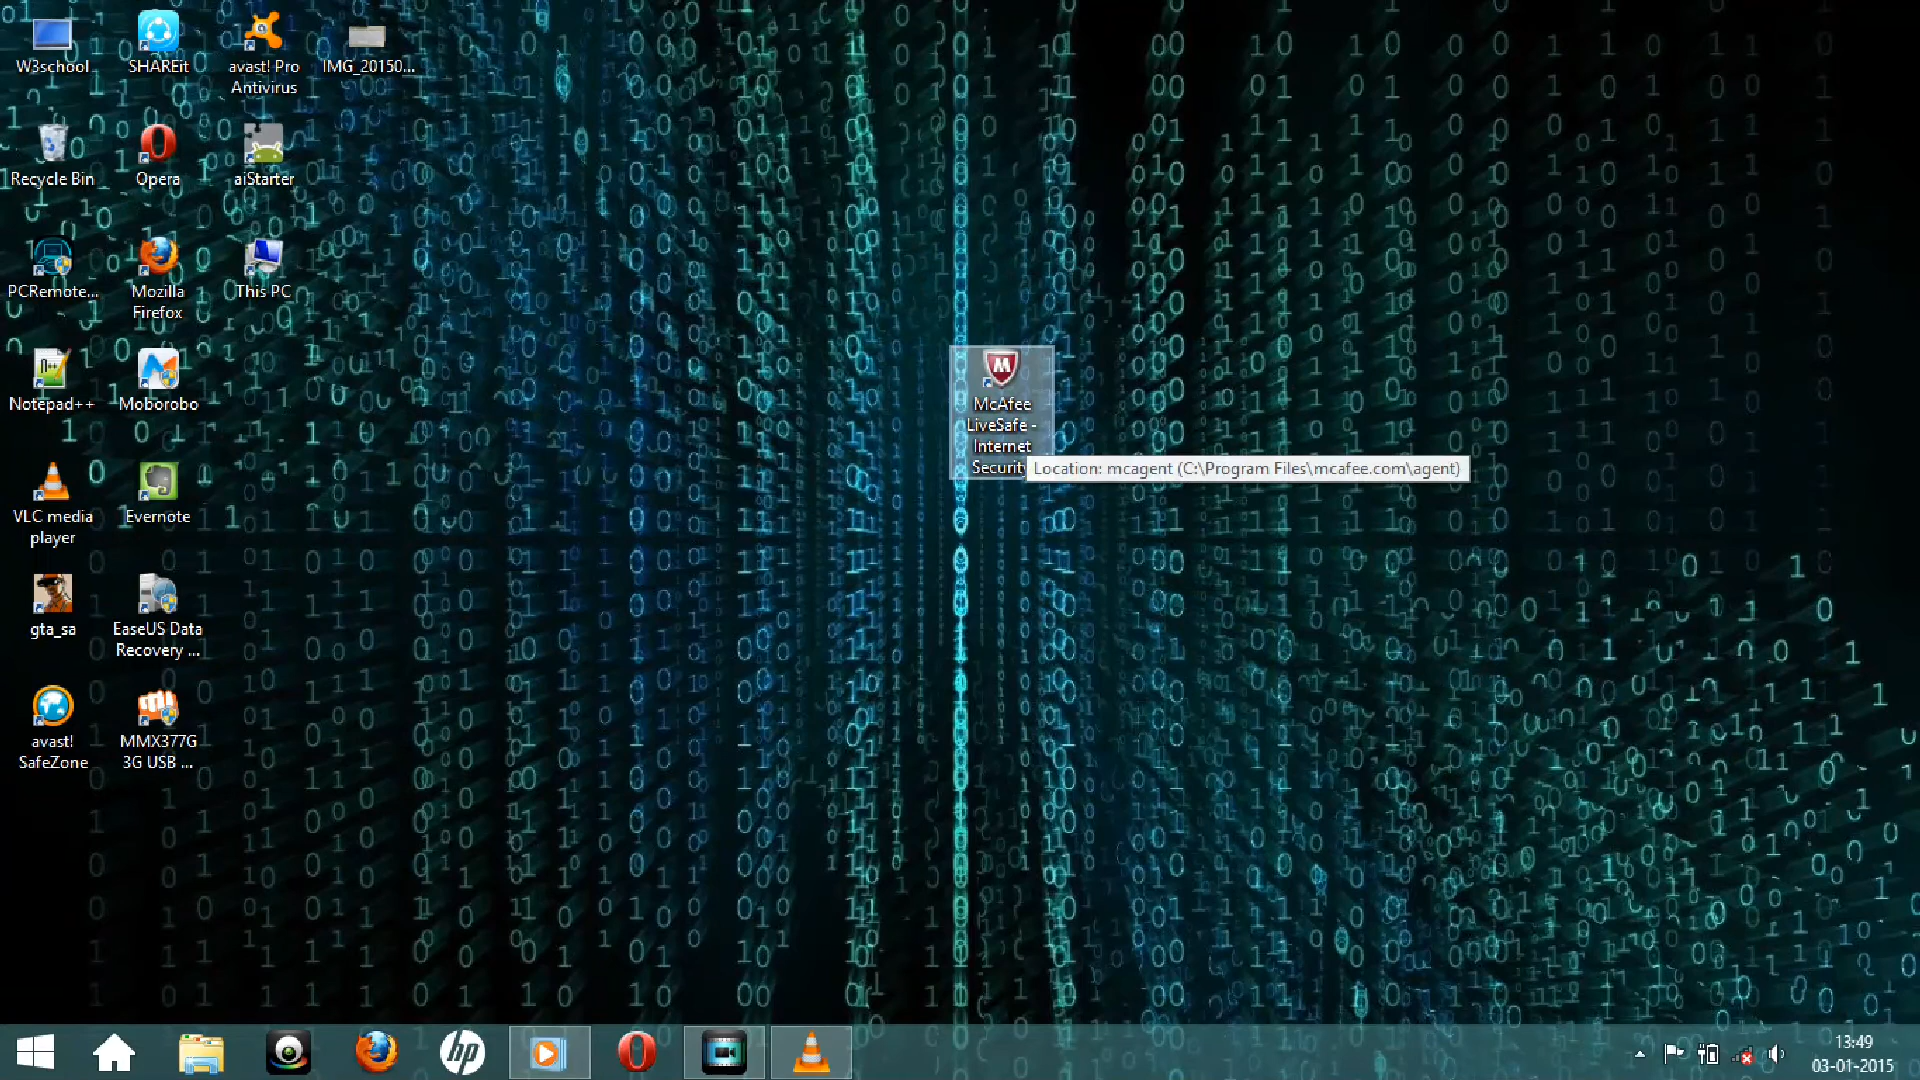 W3school
SHAREit
avast! Pro
Antivirus
IMG_20150...
Recycle Bin
Opera
aiStarter
PCRemote...
Mozilla
Firefox
This PC
Notepad++
Moborobo
McAfee
LiveSafe -
Internet
Security
Location: mcagent (C:\Program Files\mcafee.com\agent)
VLC media
player
Evernote
gta_sa
EaseUS Data
Recovery ...
avast!
SafeZone
MMX377G
3G USB ...
hp
13:49
03-01-2015